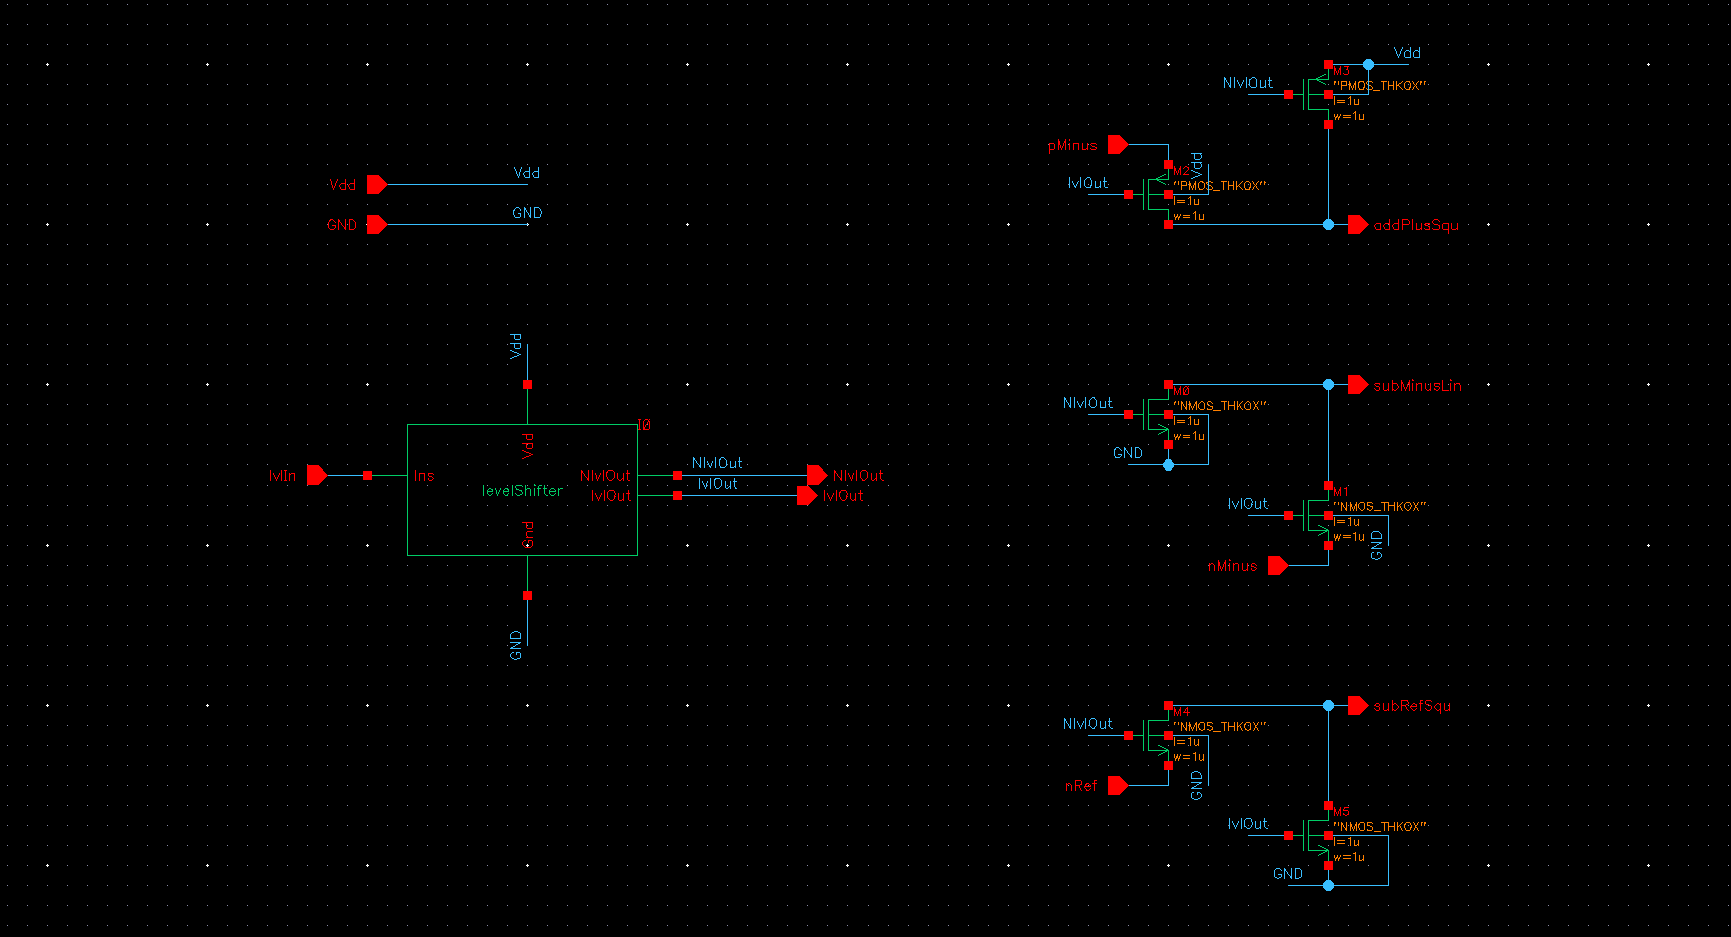 Vdd
Vdd
GND
GND
Vdd
I0
Vdd
lvlIn
Ins
levelShifter
NlvlOut
lvlOut
NlvlOut
lvlOut
NlvlOut
lvlOut
Gnd
GND
Vdd
NlvlOut
M3
"PMOS_THKOX"
l=1u
w=1u
pMinus
Vdd
lvlOut
M2
"PMOS_THKOX"
l=1u
w=1u
addPlusSqu
subMinusLin
NlvlOut
M0
"NMOS_THKOX"
l=1u
w=1u
GND
lvlOut
M1
"NMOS_THKOX"
l=1u
w=1u
GND
nMinus
subRefSqu
NlvlOut
M4
"NMOS_THKOX"
l=1u
w=1u
nRef
GND
lvlOut
M5
"NMOS_THKOX"
l=1u
w=1u
GND